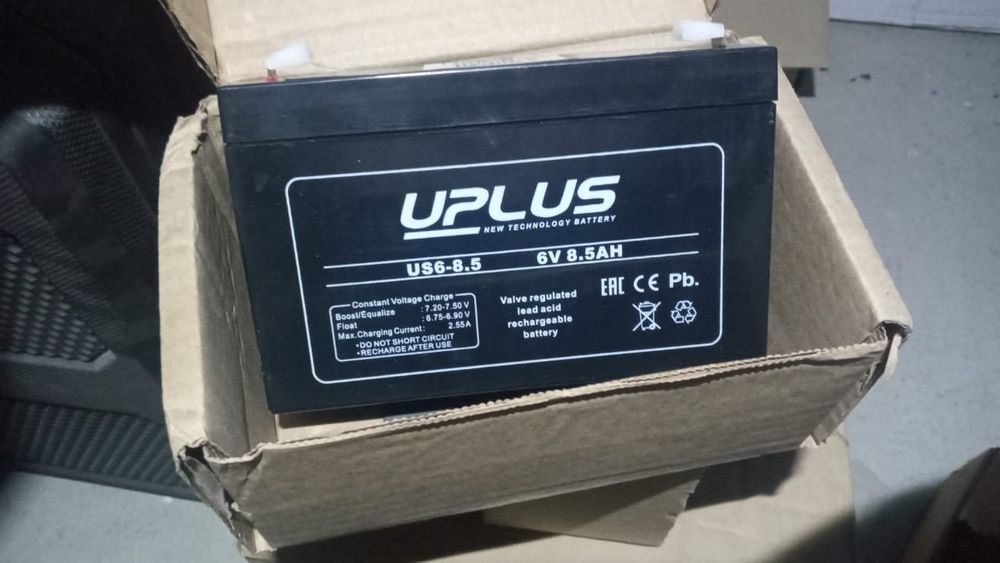 UPLUS
NEW TECHNOLOGY BATTERY
US6-8.5 6V 8.5AH
Constant Voltage Charge
Boost/Equalize : 7.20-7.50 V
Float : 6.75-6.90 V
Max.Charging Current : 2.55A
•DO NOT SHORT CIRCUIT
•RECHARGE AFTER USE
Valve regulated
lead acid
rechargeable
battery
EAC CE Pb.